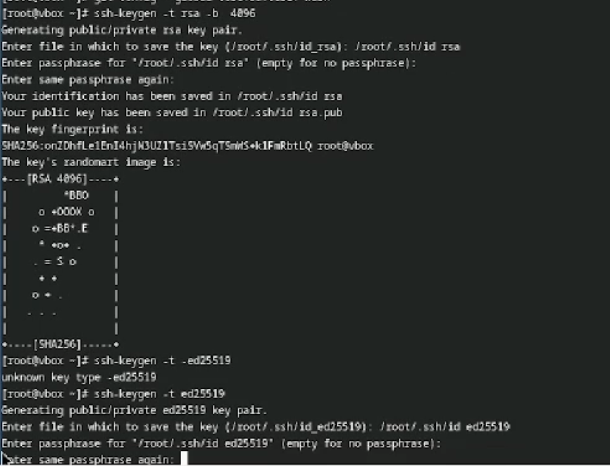 [root@vbox ~]# ssh-keygen -t rsa -b 4096
Generating public/private rsa key pair.
Enter file in which to save the key (/root/.ssh/id_rsa): /root/.ssh/id rsa
Enter passphrase for "/root/.ssh/id rsa" (empty for no passphrase):
Enter same passphrase again:
Your identification has been saved in /root/.ssh/id rsa
Your public key has been saved in /root/.ssh/id rsa.pub
The key fingerprint is:
root@vbox
The key's randomart image is:
+---[RSA 4096]----+
| *BBO |
| o +OOOX o |
| o =+BB*.E |
| * +o+ . |
| . = S o |
| + + |
| o + . |
| . . . |
| |
+----[SHA256]-----+
[root@vbox ~]# ssh-keygen -t -ed25519
unknown key type -ed25519
[root@vbox ~]# ssh-keygen -t ed25519
Generating public/private ed25519 key pair.
Enter file in which to save the key (/root/.ssh/id_ed25519): /root/.ssh/id ed25519
Enter passphrase for "/root/.ssh/id ed25519" (empty for no passphrase):
Enter same passphrase again: